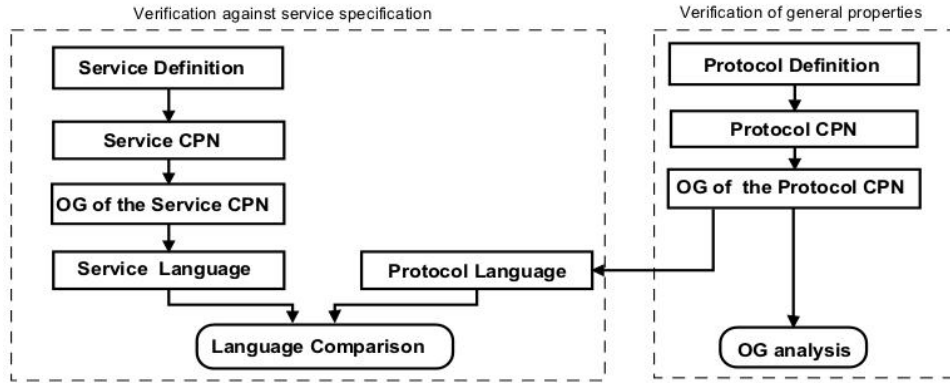 Verification against service specification
Service Definition
Service CPN
OG of the Service CPN
Service Language
Protocol Language
Language Comparison
Verification of general properties
Protocol Definition
Protocol CPN
OG of the Protocol CPN
OG analysis